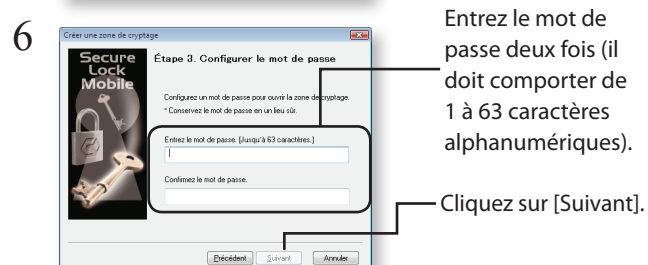 6
Créer une zone de cryptage
Secure
Lock
Mobile
Étape 3. Configurer le mot de passe
Configurez un mot de passe pour ouvrir la zone de cryptage.
* Conservez le mot de passe en un lieu sûr.
Entrez le mot de passe. (Jusqu'à 63 caractères.)
Confirmez le mot de passe.
Précédent Suivant Annuler
Entrez le mot de
passe deux fois (il
doit comporter de
1 à 63 caractères
alphanumériques).
Cliquez sur [Suivant].